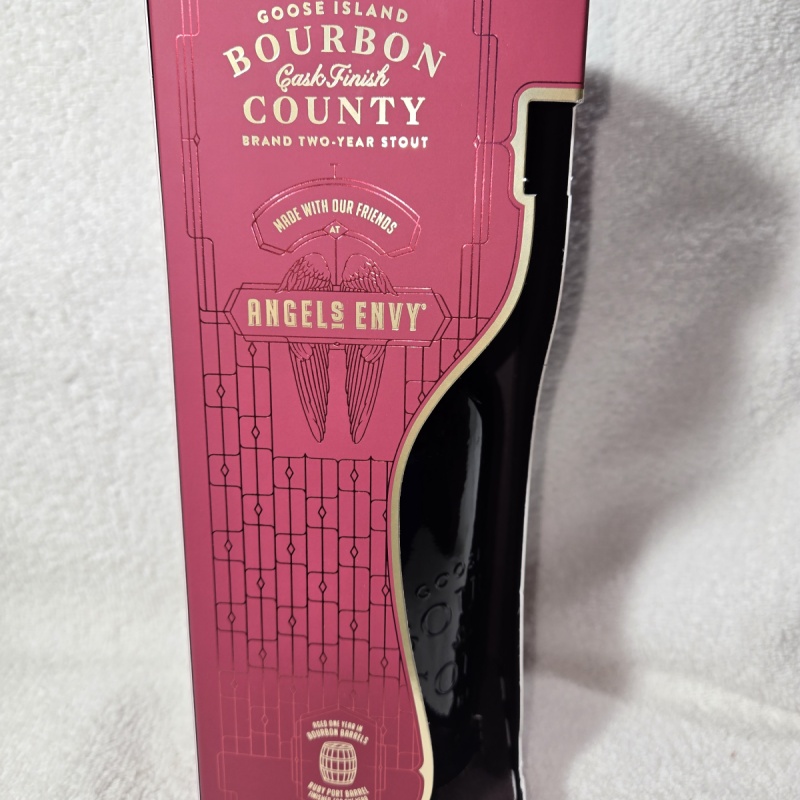 GOOSE ISLAND
BOURBON
Cask Finish
COUNTY
BRAND TWO-YEAR STOUT
MADE WITH OUR FRIENDS
AT
ANGELS ENVY®
GOOS
AGED ONE YEAR IN
BOURBON BARRELS
RUBY PORT BARREL